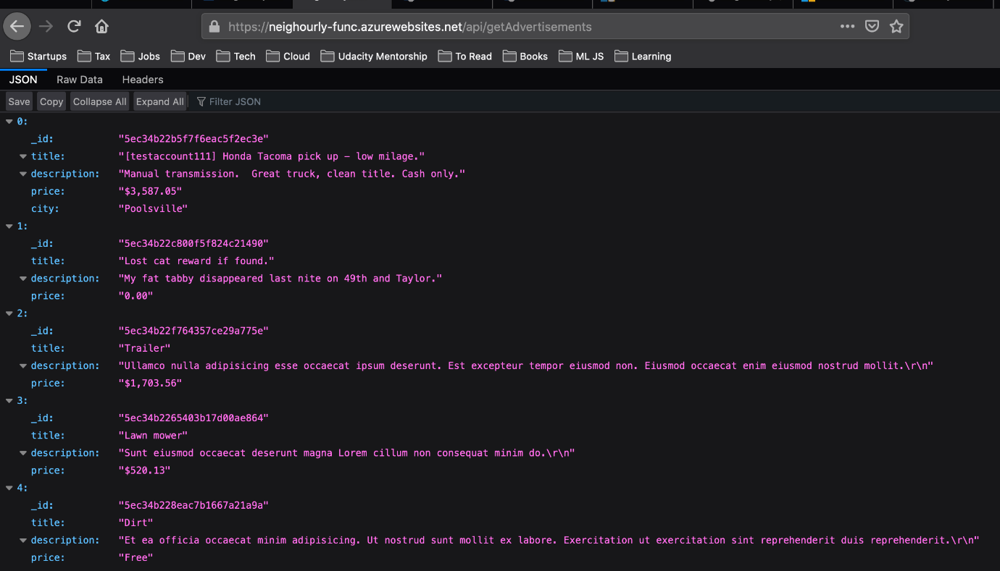 https://neighourly-func.azurewebsites.net/api/getAdvertisements
Startups Tax Jobs Dev Tech Cloud Udacity Mentorship To Read Books ML JS Learning
JSON Raw Data Headers
Save Copy Collapse All Expand All Filter JSON
0:
_id: "5ec34b22b5f7f6eac5f2ec3e"
title: "[testaccount111] Honda Tacoma pick up - low milage."
description: "Manual transmission.  Great truck, clean title. Cash only."
price: "$3,587.05"
city: "Poolsville"
1:
_id: "5ec34b22c800f5f824c21490"
title: "Lost cat reward if found."
description: "My fat tabby disappeared last nite on 49th and Taylor."
price: "0.00"
2:
_id: "5ec34b22f764357ce29a775e"
title: "Trailer"
description: "Ullamco nulla adipisicing esse occaecat ipsum deserunt. Est excepteur tempor eiusmod non. Eiusmod occaecat enim eiusmod nostrud mollit.\r\n"
price: "$1,703.56"
3:
_id: "5ec34b2265403b17d00ae864"
title: "Lawn mower"
description: "Sunt eiusmod occaecat deserunt magna Lorem cillum non consequat minim do.\r\n"
price: "$520.13"
4:
_id: "5ec34b228eac7b1667a21a9a"
title: "Dirt"
description: "Et ea officia occaecat minim adipisicing. Ut nostrud sunt mollit ex labore. Exercitation ut exercitation sint reprehenderit duis reprehenderit.\r\n"
price: "Free"